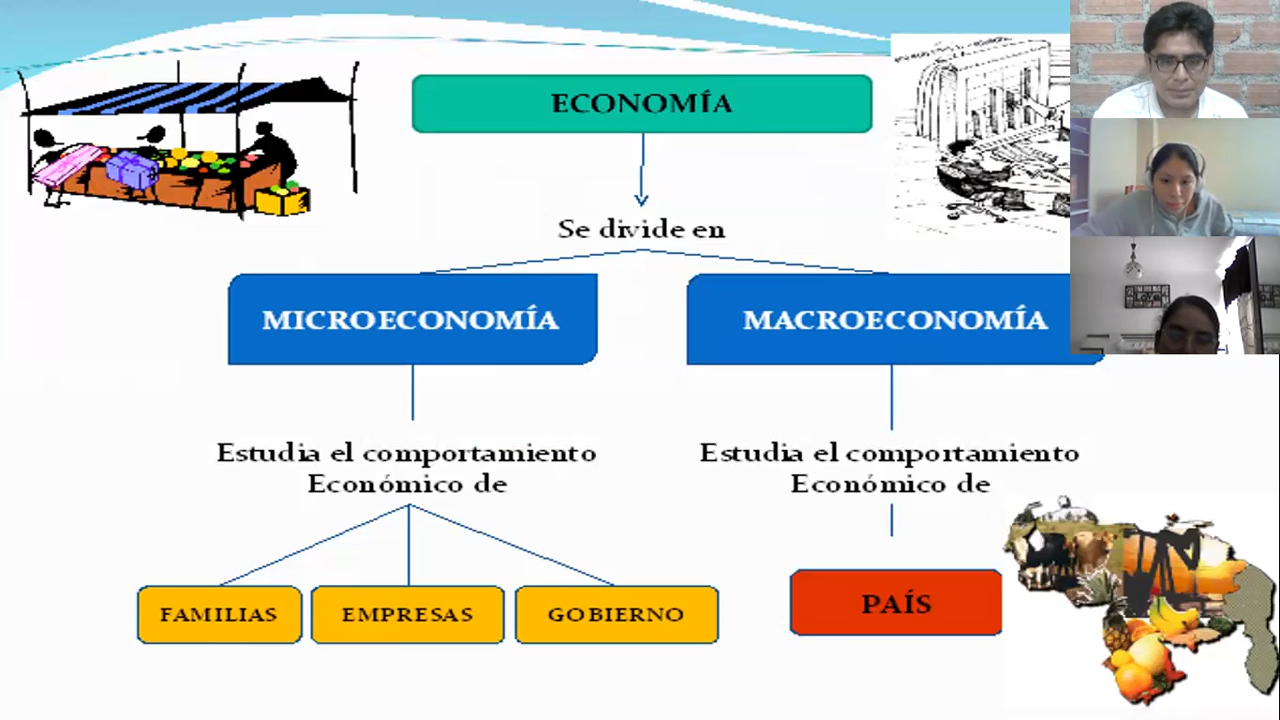 ECONOMÍA
Se divide en
MICROECONOMÍA
MACROECONOMÍA
Estudia el comportamiento
Económico de
Estudia el comportamiento
Económico de
FAMILIAS
EMPRESAS
GOBIERNO
PAÍS